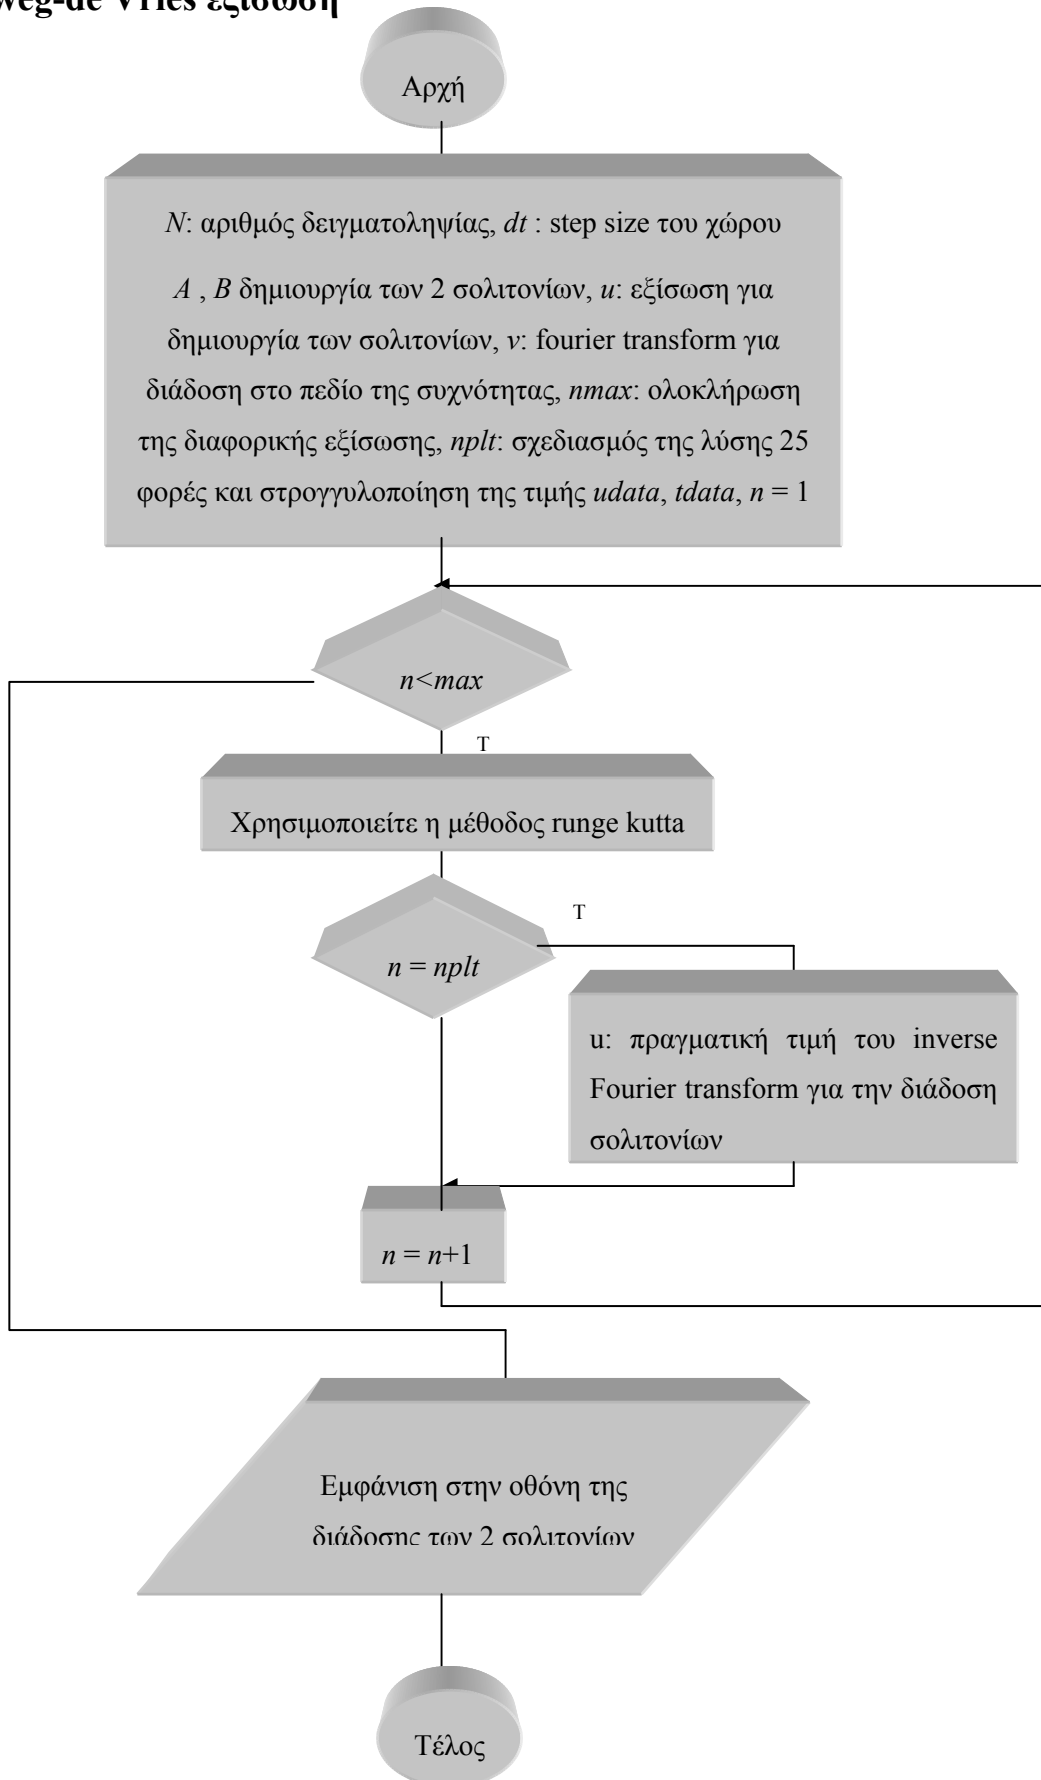 weg-de Vries εξίσωση
Αρχή
N: αριθμός δειγματοληψίας, dt : step size του χώρου
A , B δημιουργία των 2 σολιτονίων, u: εξίσωση για
δημιουργία των σολιτονίων, v: fourier transform για
διάδοση στο πεδίο της συχνότητας, nmax: ολοκλήρωση
της διαφορικής εξίσωσης, nplt: σχεδιασμός της λύσης 25
φορές και στρογγυλοποίηση της τιμής udata, tdata, n = 1
n<max
T
Χρησιμοποιείτε η μέθοδος runge kutta
T
n = nplt
u: πραγματική τιμή του inverse
Fourier transform για την διάδοση
σολιτονίων
n = n+1
Εμφάνιση στην οθόνη της
διάδοσης των 2 σολιτονίων
Τέλος